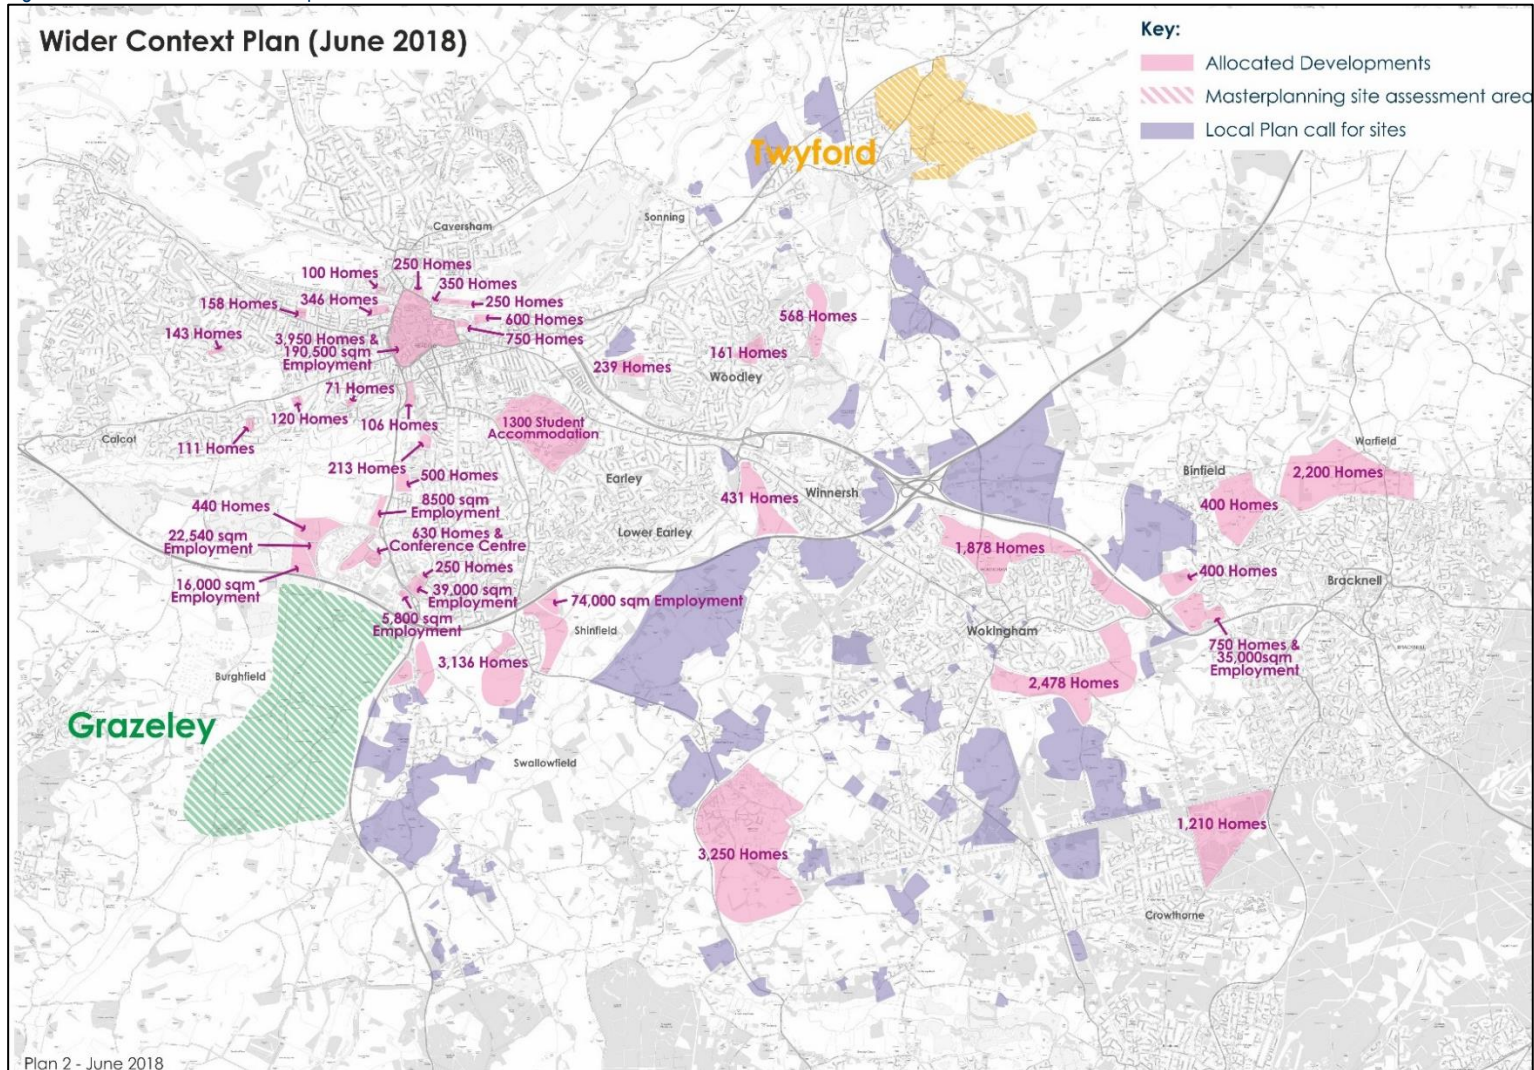 Wider Context Plan (June 2018)
Key:
Allocated Developments
Masterplanning site assessment area
Local Plan call for sites
Twyford
Sonning
Caversham
250 Homes
100 Homes
350 Homes
158 Homes
346 Homes
250 Homes
600 Homes
568 Homes
143 Homes
3,950 Homes &
190,500 sqm
Employment
750 Homes
161 Homes
239 Homes
Woodley
71 Homes
120 Homes
106 Homes
1300 Student
Accommodation
Calcot
111 Homes
Warfield
213 Homes
500 Homes
Earley
Binfield
2,200 Homes
431 Homes
Winnersh
440 Homes
8500 sqm
Employment
400 Homes
22,540 sqm
Employment
630 Homes &
Conference Centre
Lower Earley
1,878 Homes
250 Homes
400 Homes
Bracknell
16,000 sqm
Employment
39,000 sqm
Employment
74,000 sqm Employment
5,800 sqm
Employment
Shinfield
Wokingham
750 Homes &
35,000sqm
Employment
3,136 Homes
Burghfield
2,478 Homes
Grazeley
Swallowfield
1,210 Homes
3,250 Homes
Crowthorne
Plan 2 - June 2018